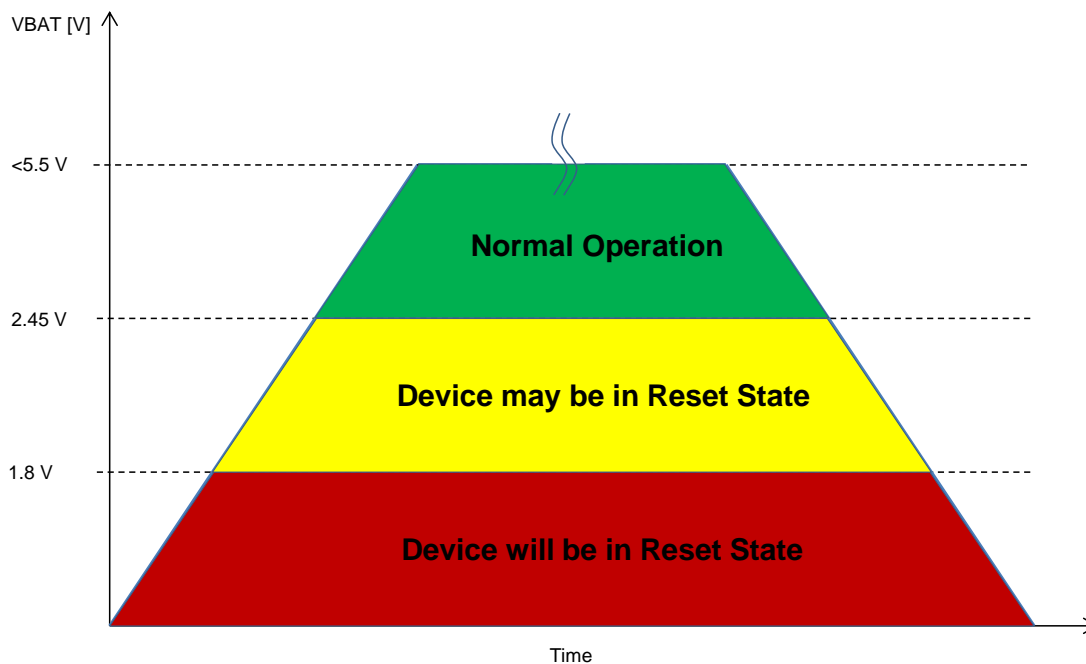 VBAT [V]
<5.5 V
Normal Operation
2.45 V
Device may be in Reset State
1.8 V
Device will be in Reset State
Time